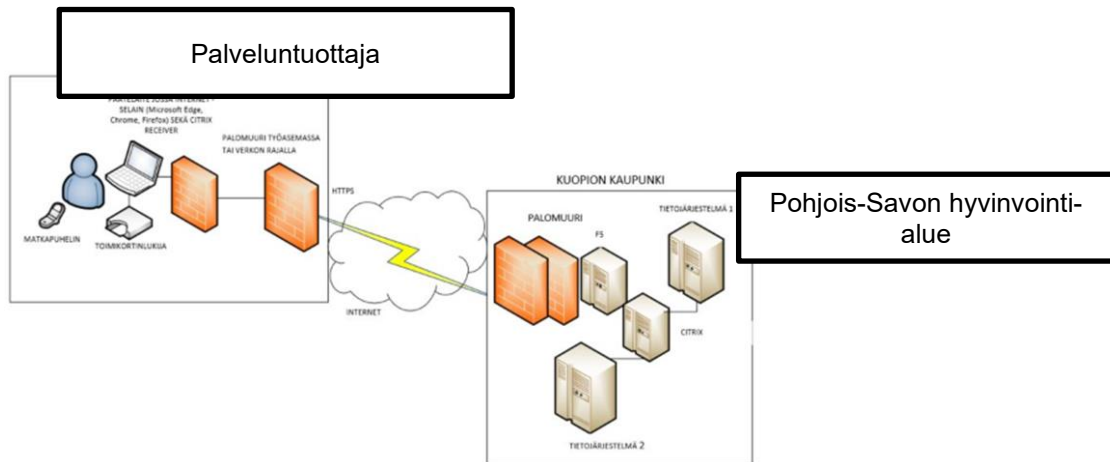 Palveluntuottaja
PÄÄTELAITE JOSSA INTERNET -
SELAIN (Microsoft Edge,
Chrome, Firefox) SEKÄ CITRIX
RECEIVER
PALOMUURI TYÖASEMASSA
TAI VERKON RAJALLA
HTTPS
MATKAPUHELIN
TOIMIKORTINLUKIJA
INTERNET
KUOPION KAUPUNKI
Pohjois-Savon hyvinvointi-
alue
TIETOJÄRJESTELMÄ 1
PALOMUURI
F5
CITRIX
TIETOJÄRJESTELMÄ 2